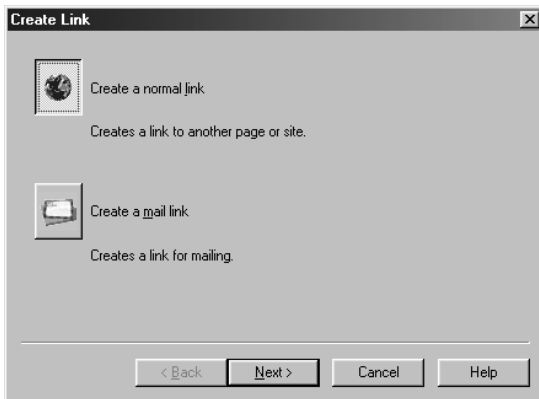 Create Link
Create a normal link
Creates a link to another page or site.
Create a mail link
Creates a link for mailing.
< Back
Next >
Cancel
Help